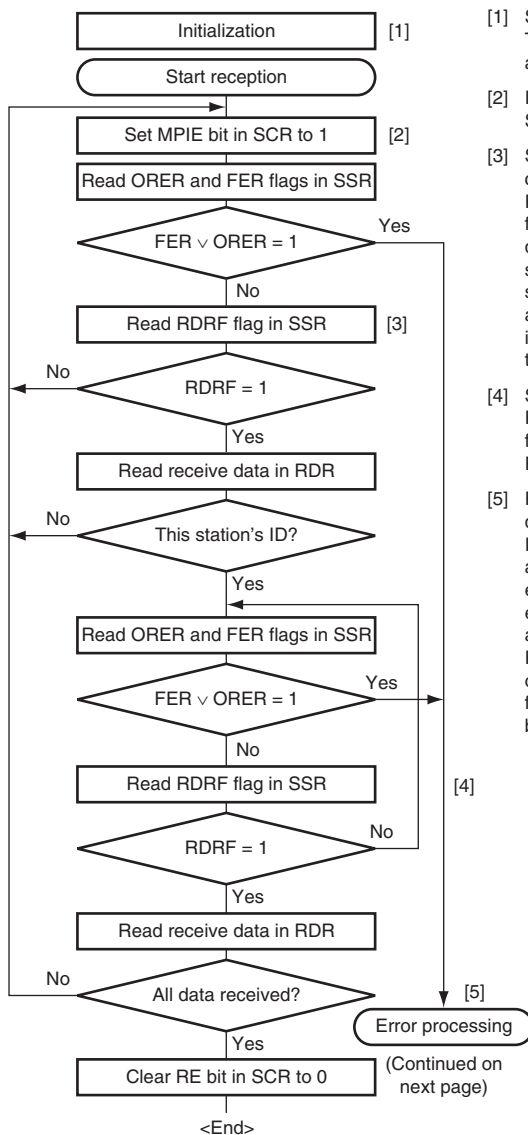 Initialization
[1]
Start reception
Set MPIE bit in SCR to 1
[2]
Read ORER and FER flags in SSR
FER ∨ ORER = 1
Yes
No
Read RDRF flag in SSR
[3]
No
RDRF = 1
Yes
Read receive data in RDR
No
This station's ID?
Yes
Read ORER and FER flags in SSR
FER ∨ ORER = 1
Yes
No
Read RDRF flag in SSR
[4]
RDRF = 1
No
Yes
Read receive data in RDR
No
All data received?
[5]
Error processing
Yes
(Continued on
next page)
Clear RE bit in SCR to 0
<End>
[1]
[2]
[3]
[4]
[5]